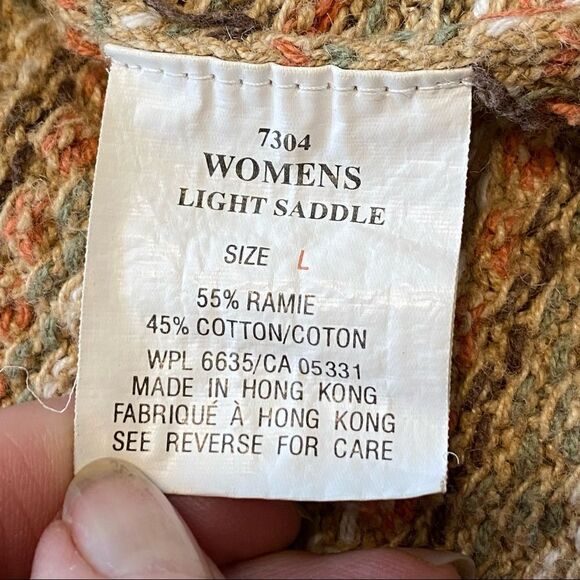 7304
WOMENS
LIGHT SADDLE
SIZE L
55% RAMIE
45% COTTON/COTON
WPL 6635/CA 05331
MADE IN HONG KONG
FABRIQUÉ À HONG KONG
SEE REVERSE FOR CARE